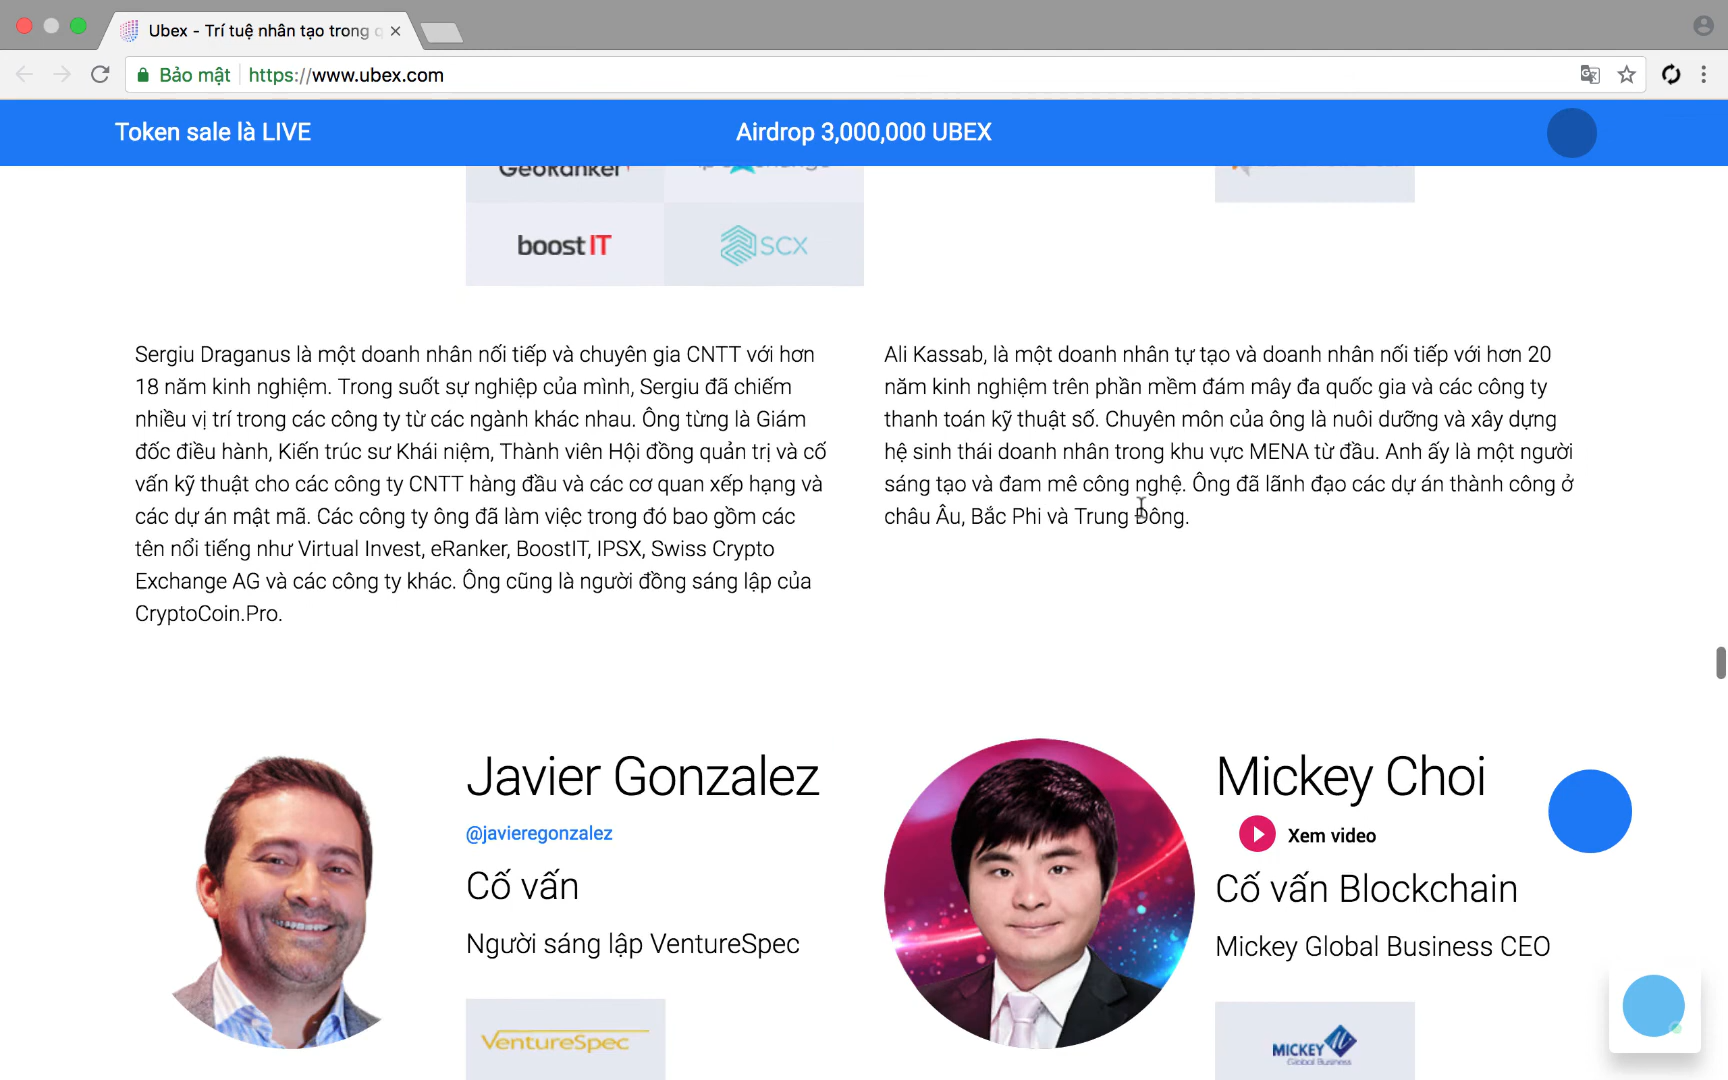 Ubex - Trí tuệ nhân tạo trong q
Bảo mật
https://www.ubex.com
Token sale là LIVE
Airdrop 3,000,000 UBEX
GeoRanker
boostIT
SCX
Sergiu Draganus là một doanh nhân nối tiếp và chuyên gia CNTT với hơn
18 năm kinh nghiệm. Trong suốt sự nghiệp của mình, Sergiu đã chiếm
nhiều vị trí trong các công ty từ các ngành khác nhau. Ông từng là Giám
đốc điều hành, Kiến trúc sư Khái niệm, Thành viên Hội đồng quản trị và cố
vấn kỹ thuật cho các công ty CNTT hàng đầu và các cơ quan xếp hạng và
các dự án mật mã. Các công ty ông đã làm việc trong đó bao gồm các
tên nổi tiếng như Virtual Invest, eRanker, BoostIT, IPSX, Swiss Crypto
Exchange AG và các công ty khác. Ông cũng là người đồng sáng lập của
CryptoCoin.Pro.
Ali Kassab, là một doanh nhân tự tạo và doanh nhân nối tiếp với hơn 20
năm kinh nghiệm trên phần mềm đám mây đa quốc gia và các công ty
thanh toán kỹ thuật số. Chuyên môn của ông là nuôi dưỡng và xây dựng
hệ sinh thái doanh nhân trong khu vực MENA từ đầu. Anh ấy là một người
sáng tạo và đam mê công nghệ. Ông đã lãnh đạo các dự án thành công ở
châu Âu, Bắc Phi và Trung Đông.
Javier Gonzalez
@javieregonzalez
Cố vấn
Người sáng lập VentureSpec
VentureSpec
Mickey Choi
Xem video
Cố vấn Blockchain
Mickey Global Business CEO
MICKEY
Global Business